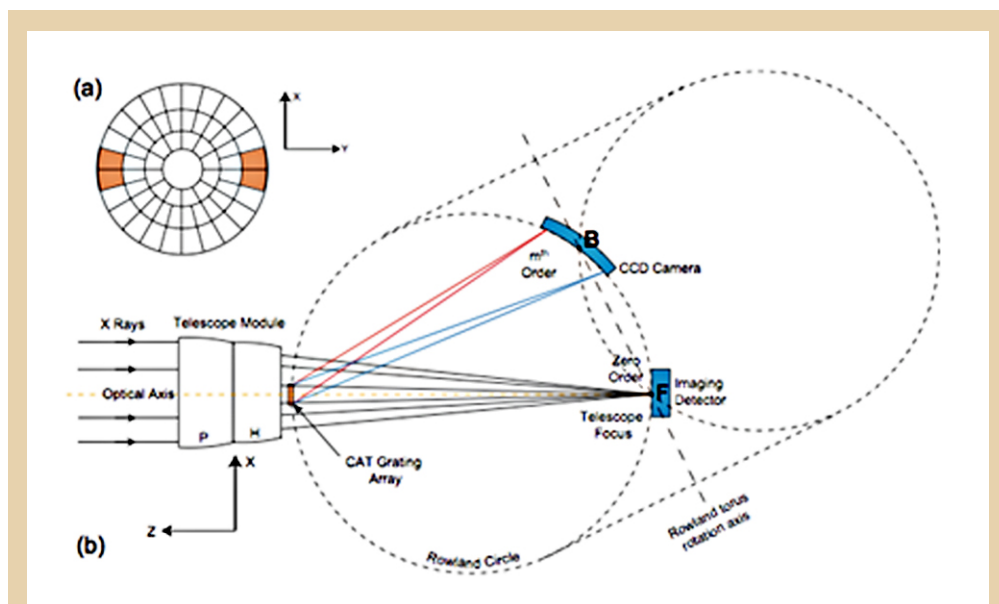 (a)
X
Y
B
mth
Order
CCD Camera
X Rays
Telescope Module
Zero
Order
Optical Axis
F
Imaging
Detector
Telescope
Focus
P
H
CAT Grating
Array
X
Z
(b)
Rowland Circle
Rowland torus
rotation axis